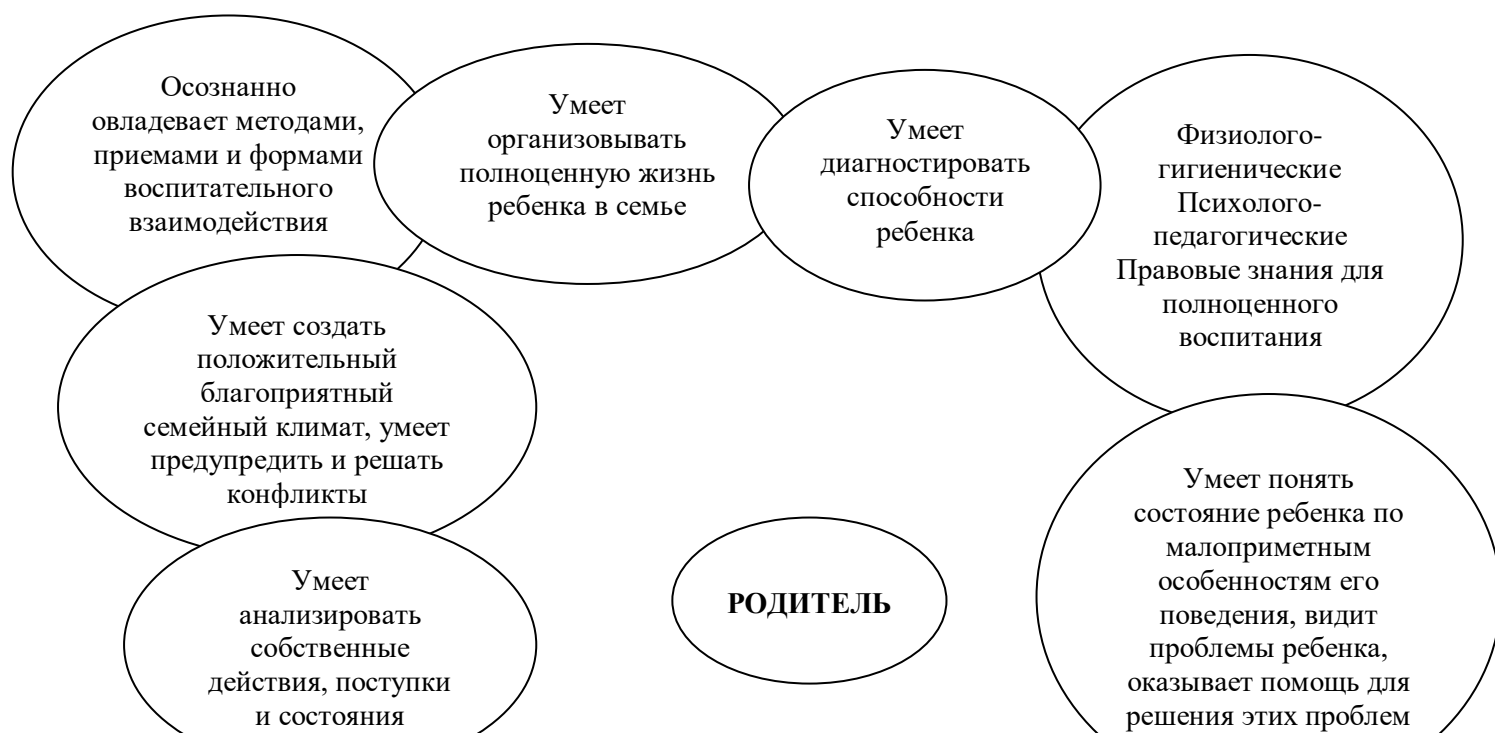 Осознанно
овладевает методами,
приемами и формами
воспитательного
взаимодействия
Умеет
организовывать
полноценную жизнь
ребенка в семье
Умеет
диагностировать
способности
ребенка
Физиолого-
гигиенические
Психолого-
педагогические
Правовые знания для
полноценного
воспитания
Умеет создать
положительный
благоприятный
семейный климат, умеет
предупредить и решать
конфликты
Умеет понять
состояние ребенка по
малоприметным
особенностям его
поведения, видит
проблемы ребенка,
оказывает помощь для
решения этих проблем
Умеет
анализировать
собственные
действия, поступки
и состояния
РОДИТЕЛЬ